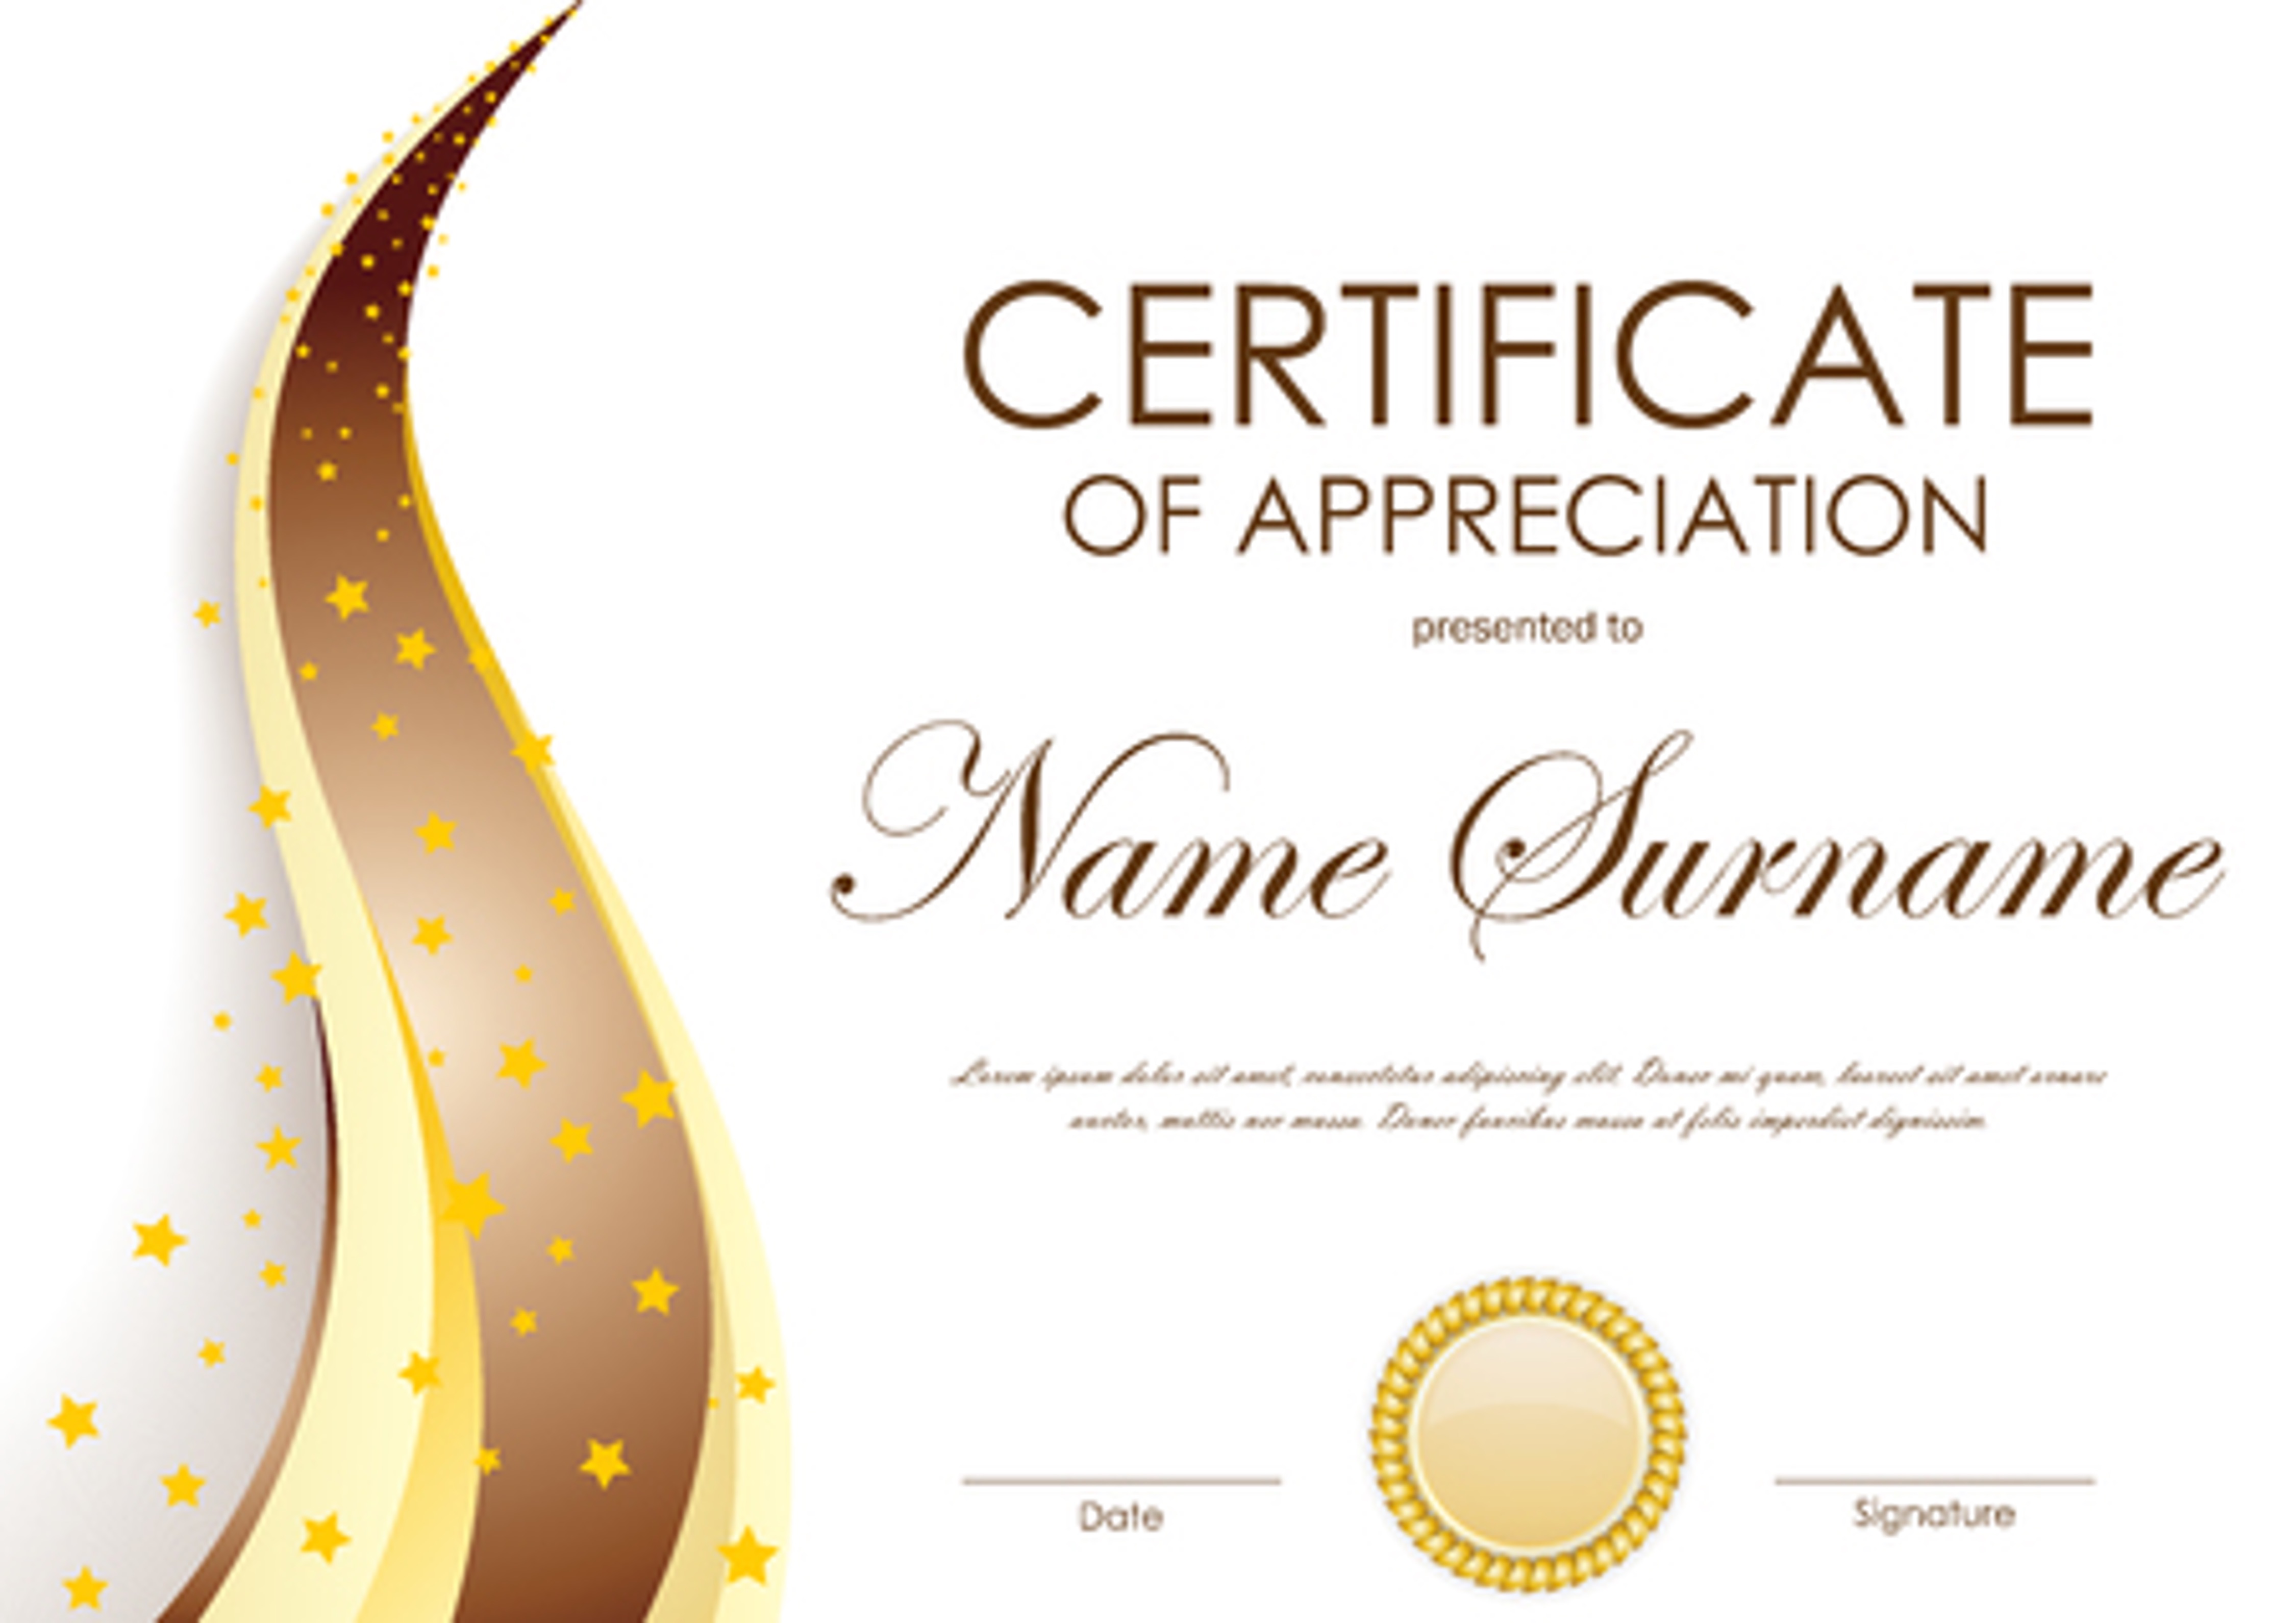 CERTIFICATE
OF APPRECIATION
presented to
Name Surname
Lorem ipsum dolor sit amet, consectetur adipiscing elit. Donec mi quam, laoreet sit amet ornare
auctor, mattis nec massa. Donec faucibus massa at felis imperdiet dignissim.
Date
Signature